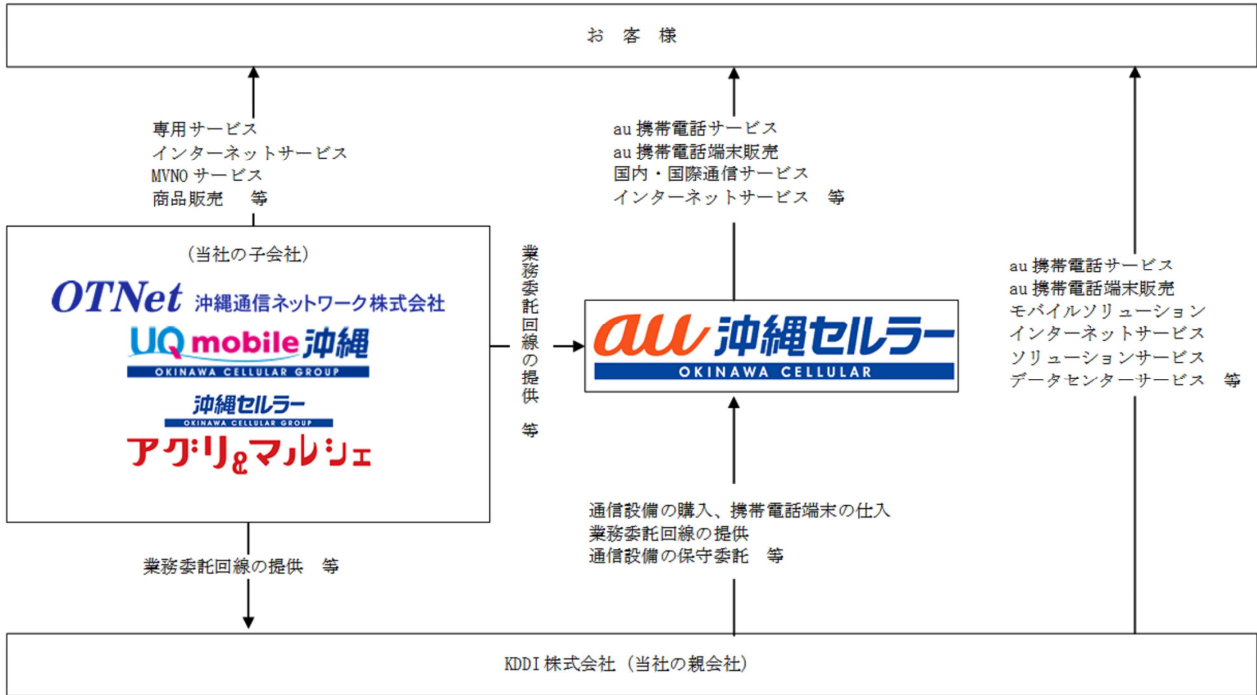 お 客 様
専用サービス
インターネットサービス
MVNO サービス
商品販売 等
au 携帯電話サービス
au 携帯電話端末販売
国内・国際通信サービス
インターネットサービス 等
au 携帯電話サービス
au 携帯電話端末販売
モバイルソリューション
インターネットサービス
ソリューションサービス
データセンターサービス 等
(当社の子会社)
OTNet 沖縄通信ネットワーク株式会社
UQ mobile 沖縄
OKINAWA CELLULAR GROUP
沖縄セルラー
OKINAWA CELLULAR GROUP
アグリ&マルシェ
業務委託回線の提供 等
au 沖縄セルラー
OKINAWA CELLULAR
業務委託回線の提供 等
通信設備の購入、携帯電話端末の仕入
業務委託回線の提供
通信設備の保守委託 等
KDDI 株式会社 (当社の親会社)